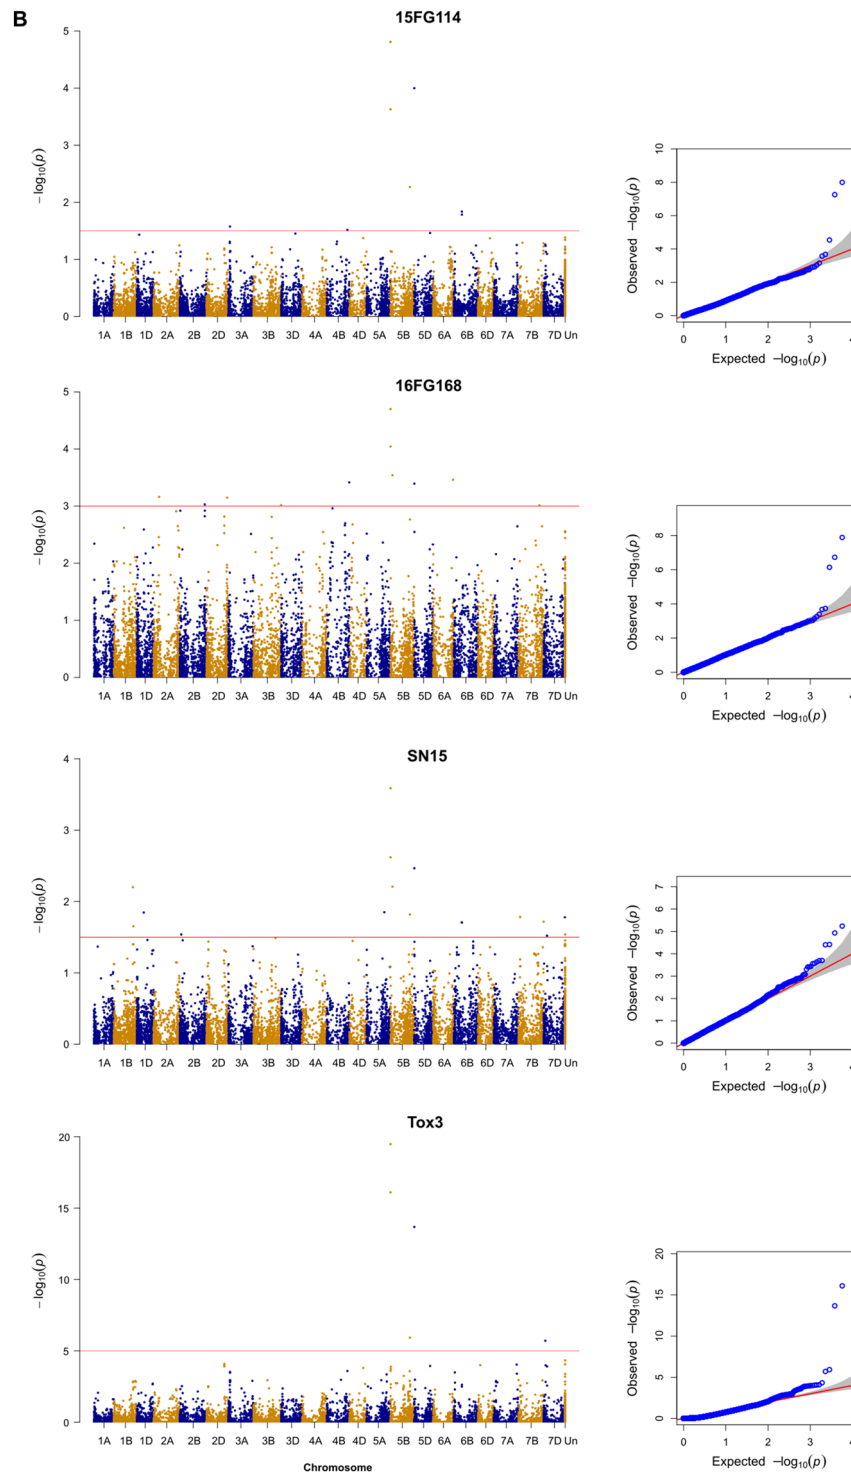 B
15FG114
5
4
3
2
1
0
− log10(p)
1A 1B 1D 2A 2B 2D 3A 3B 3D 4A 4B 4D 5A 5B 5D 6A 6B 6D 7A 7B 7D Un
10
8
6
4
2
0
Observed −log10(p)
0 1 2 3 4
Expected −log10(p)
16FG168
5
4
3
2
1
0
− log10(p)
1A 1B 1D 2A 2B 2D 3A 3B 3D 4A 4B 4D 5A 5B 5D 6A 6B 6D 7A 7B 7D Un
8
6
4
2
0
Observed −log10(p)
0 1 2 3 4
Expected −log10(p)
SN15
4
3
2
1
0
− log10(p)
1A 1B 1D 2A 2B 2D 3A 3B 3D 4A 4B 4D 5A 5B 5D 6A 6B 6D 7A 7B 7D Un
7
6
5
4
3
2
1
0
Observed −log10(p)
0 1 2 3 4
Expected −log10(p)
Tox3
20
15
10
5
0
− log10(p)
1A 1B 1D 2A 2B 2D 3A 3B 3D 4A 4B 4D 5A 5B 5D 6A 6B 6D 7A 7B 7D Un
Chromosome
20
15
10
5
0
Observed −log10(p)
0 1 2 3 4
Expected −log10(p)